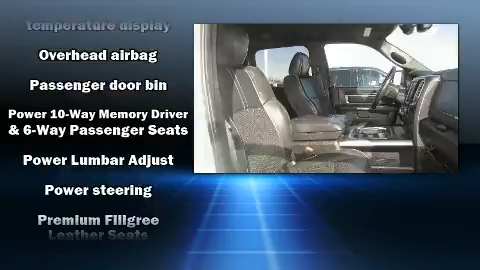 temperature display
Overhead airbag
Passenger door bin
Power 10-Way Memory Driver
& 6-Way Passenger Seats
Power Lumbar Adjust
Power steering
Premium Filigree
Leather Seats